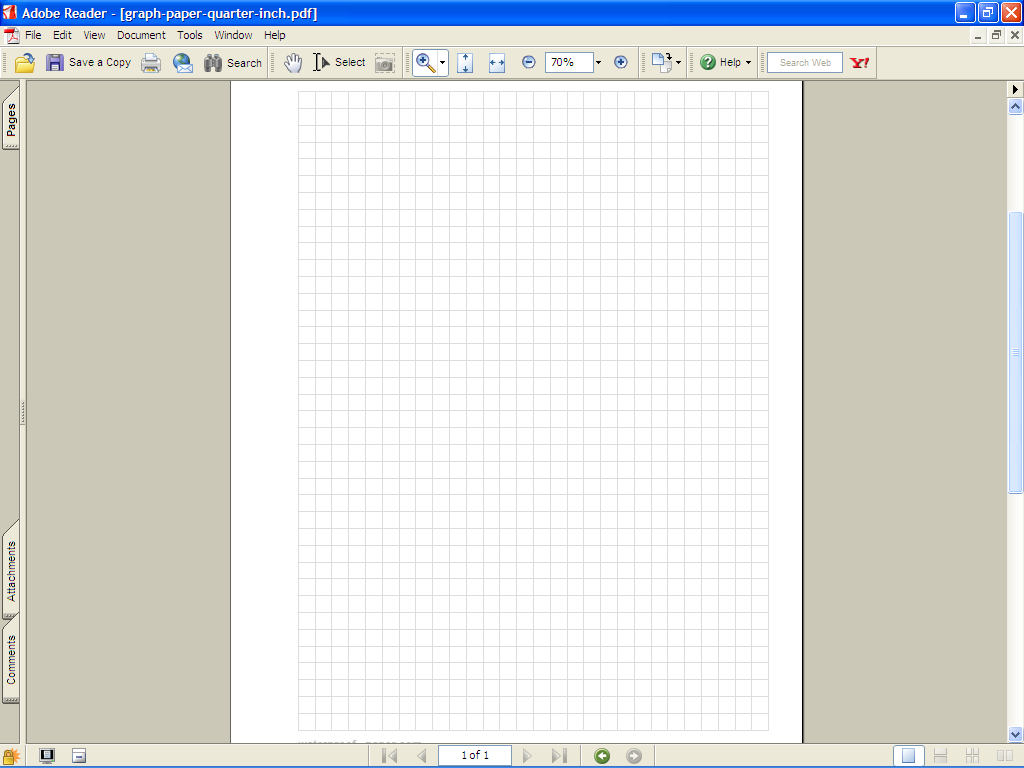 Adobe Reader - [graph-paper-quarter-inch.pdf]
File Edit View Document Tools Window Help
Save a Copy Search Select 70% Help Search Web Y!
Pages
Attachments
Comments
1 of 1